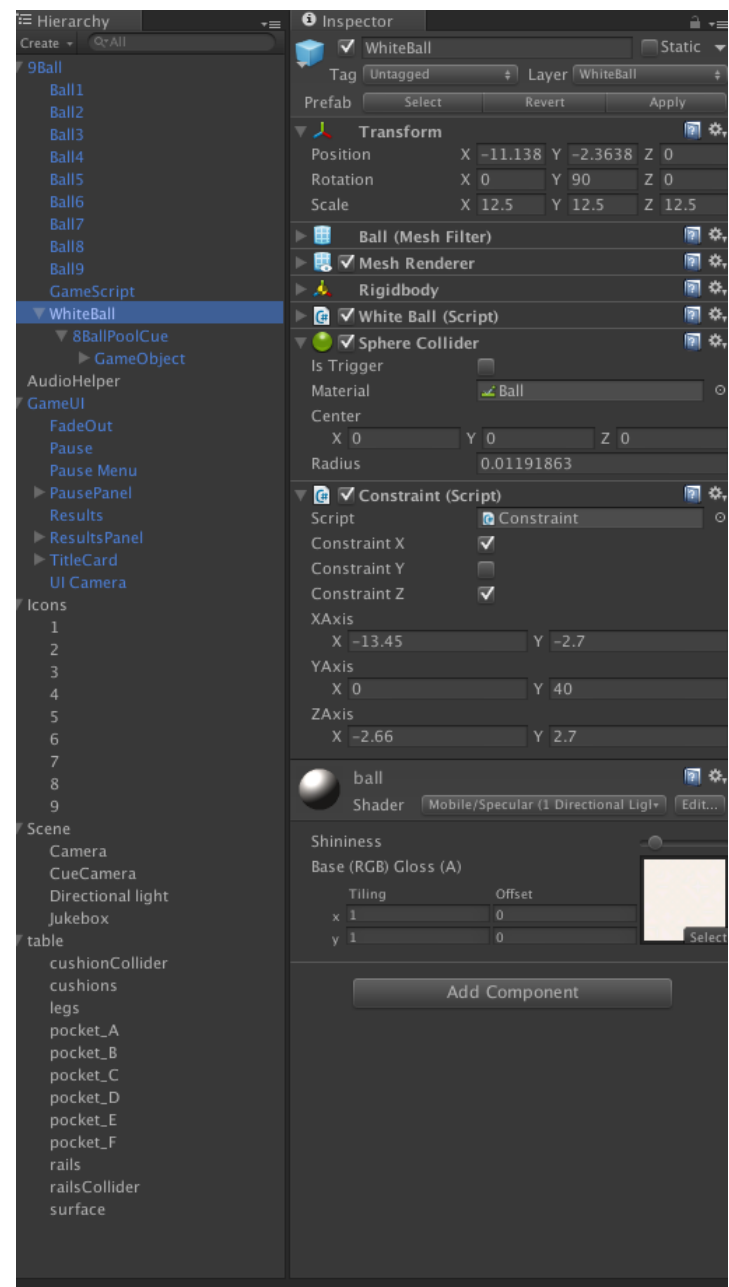 Hierarchy
Create
All
9Ball
Ball1
Ball2
Ball3
Ball4
Ball5
Ball6
Ball7
Ball8
Ball9
GameScript
WhiteBall
8BallPoolCue
GameObject
AudioHelper
GameUI
FadeOut
Pause
Pause Menu
PausePanel
Results
ResultsPanel
TitleCard
UI Camera
Icons
1
2
3
4
5
6
7
8
9
Scene
Camera
CueCamera
Directional light
Jukebox
table
cushionCollider
cushions
legs
pocket_A
pocket_B
pocket_C
pocket_D
pocket_E
pocket_F
rails
railsCollider
surface
Inspector
WhiteBall Static
Tag Untagged Layer WhiteBall
Prefab Select Revert Apply
Transform
Position X -11.138 Y -2.3638 Z 0
Rotation X 0 Y 90 Z 0
Scale X 12.5 Y 12.5 Z 12.5
Ball (Mesh Filter)
Mesh Renderer
Rigidbody
White Ball (Script)
Sphere Collider
Is Trigger
Material Ball
Center
X 0 Y 0 Z 0
Radius 0.01191863
Constraint (Script)
Script Constraint
Constraint X
Constraint Y
Constraint Z
XAxis
X -13.45 Y -2.7
YAxis
X 0 Y 40
ZAxis
X -2.66 Y 2.7
ball
Shader Mobile/Specular (1 Directional Ligl Edit...
Shininess
Base (RGB) Gloss (A)
Tiling Offset
x 1 0
y 1 0
Select
Add Component